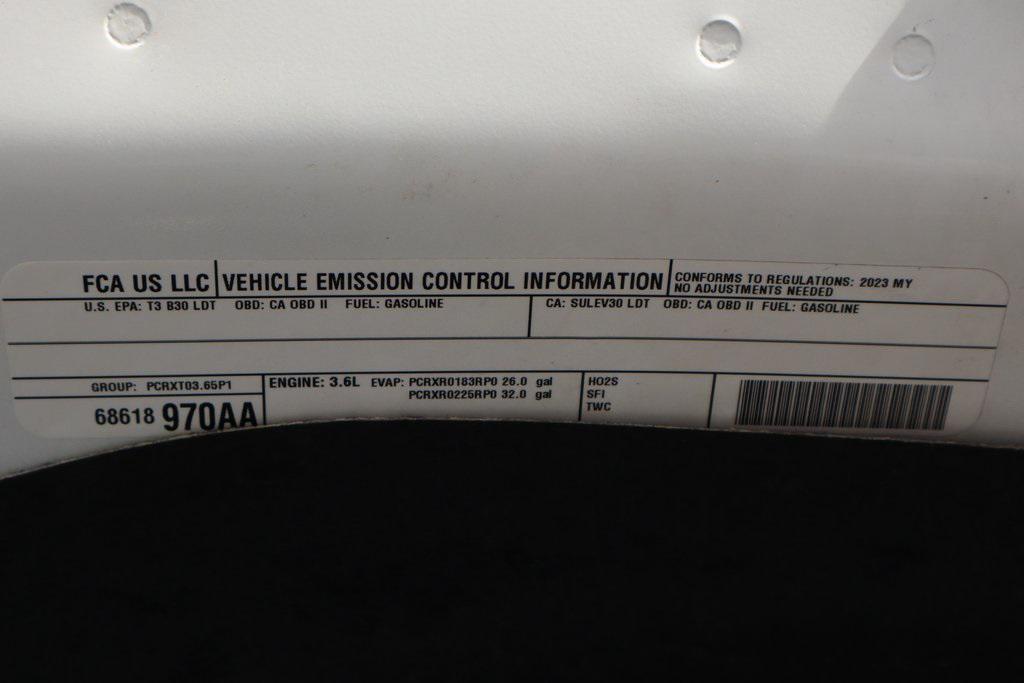 FCA US LLC VEHICLE EMISSION CONTROL INFORMATION CONFORMS TO REGULATIONS: 2023 MY
NO ADJUSTMENTS NEEDED
U.S. EPA: T3 B30 LDT OBD: CA OBD II FUEL: GASOLINE CA: SULEV30 LDT OBD: CA OBD II FUEL: GASOLINE
GROUP: PCRXT03.65P1
68618 970AA
ENGINE: 3.6L EVAP: PCRXR0183RP0 26.0 gal
PCRXR0225RP0 32.0 gal
HO2S
SFI
TWC